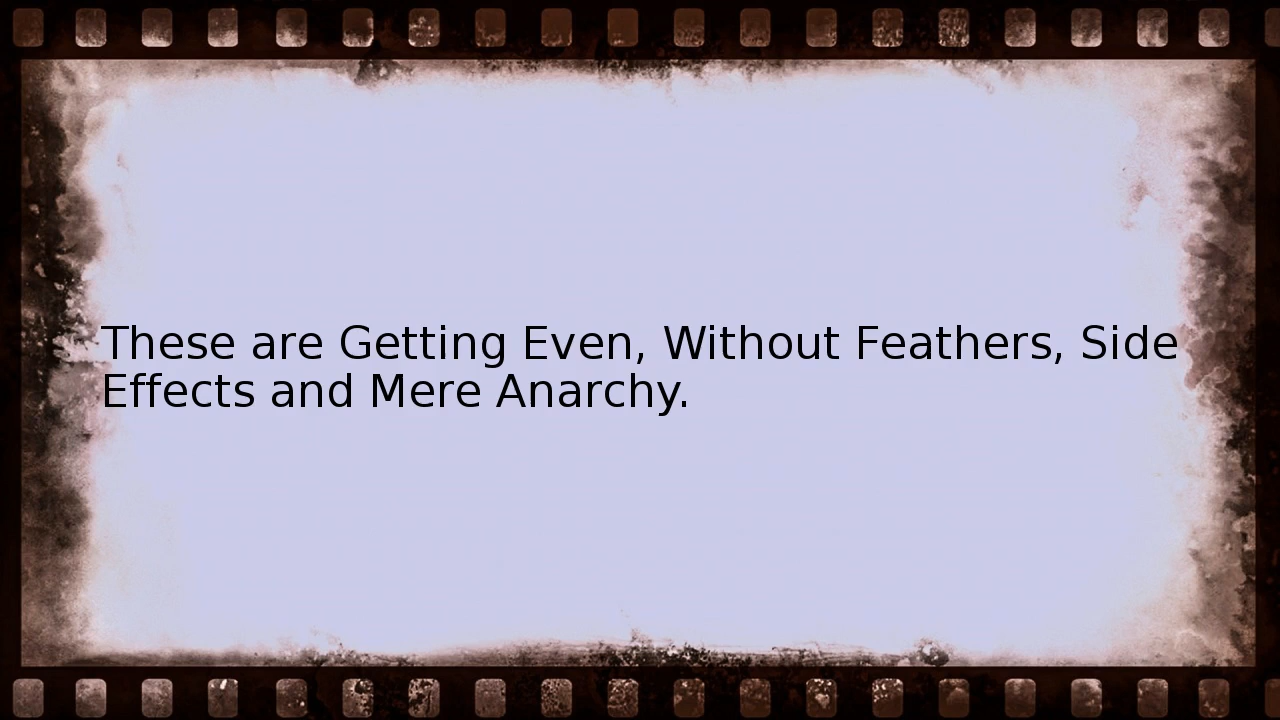 These are Getting Even, Without Feathers, Side
Effects and Mere Anarchy.